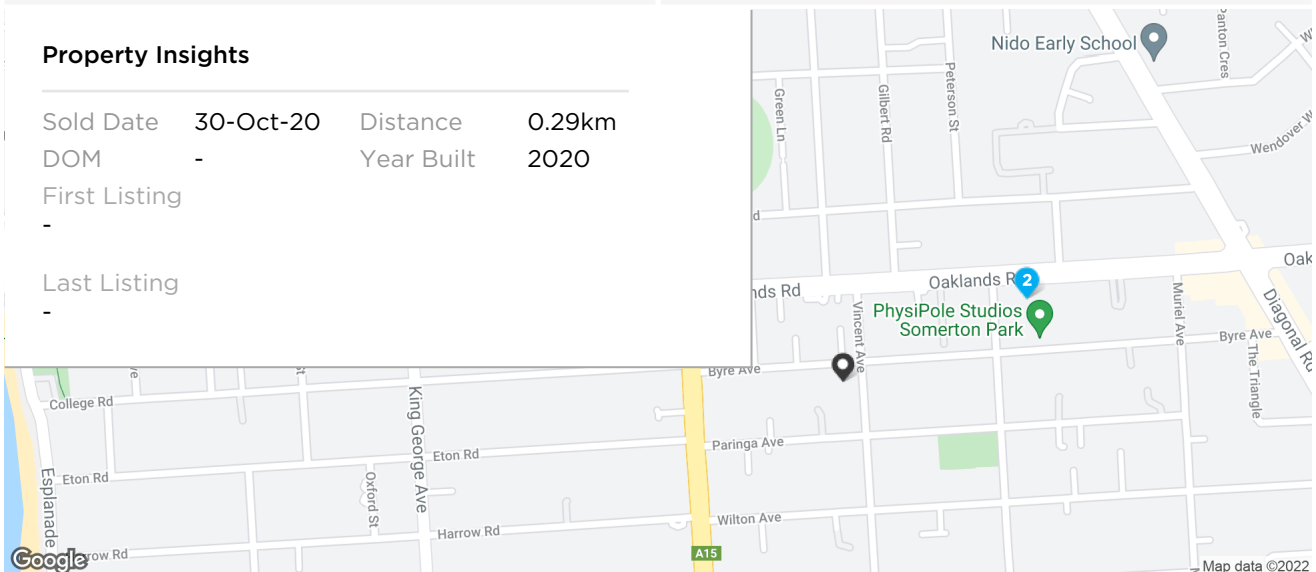 Property Insights
Sold Date 30-Oct-20 Distance 0.29km
DOM - Year Built 2020
First Listing
-
Last Listing
-
Nido Early School
Panton Cres
Peterson St
Green Ln
Gilbert Rd
Wendover W
Oaklands R
2
Oak
nds Rd
PhysiPole Studios
Somerton Park
Vincent Ave
Muriel Ave
Diagonal Rd
Byre Ave
The Triangle
Byre Ave
College Rd
King George Ave
Paringa Ave
Eton Rd
Eton Rd
Oxford St
Esplanade
Harrow Rd
Wilton Ave
A15
Google
rrow Rd
Map data ©2022